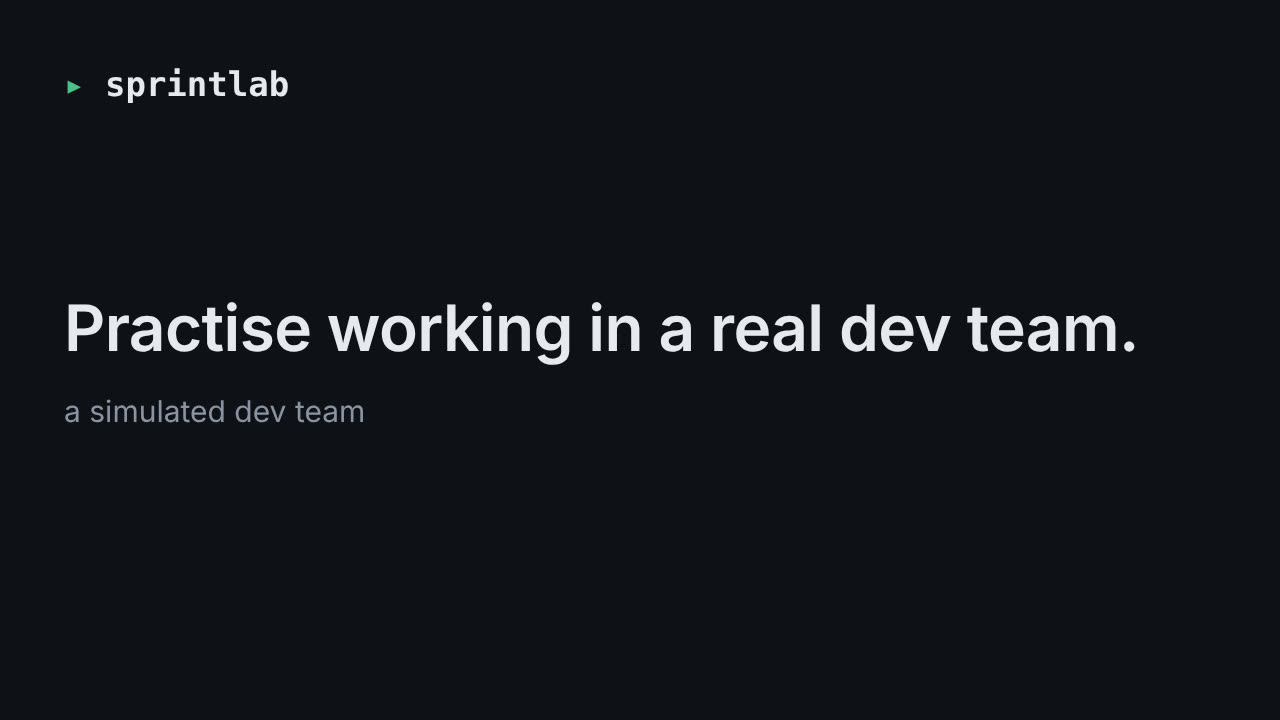 ▶ sprintlab
Practise working in a real dev team.
a simulated dev team